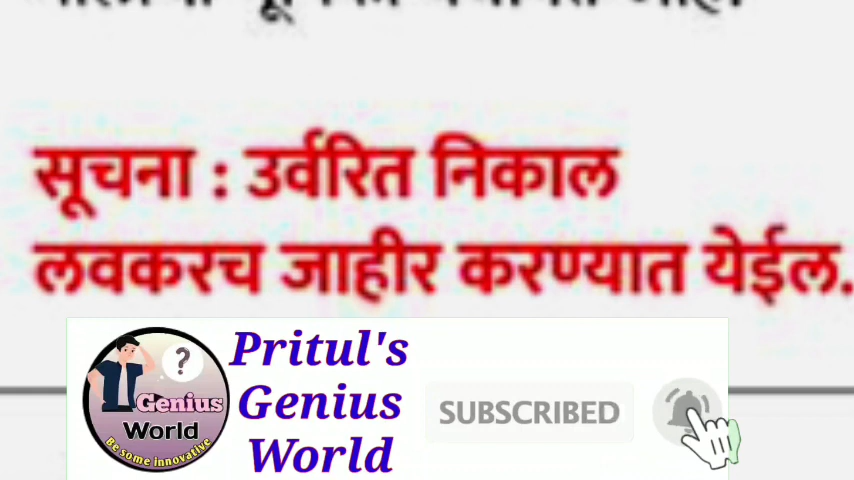 सूचना : उर्वरित निकाल
लवकरच जाहीर करण्यात येईल.
Pritul's
Genius
World
SUBSCRIBED
?
Genius
World
Be some innovative